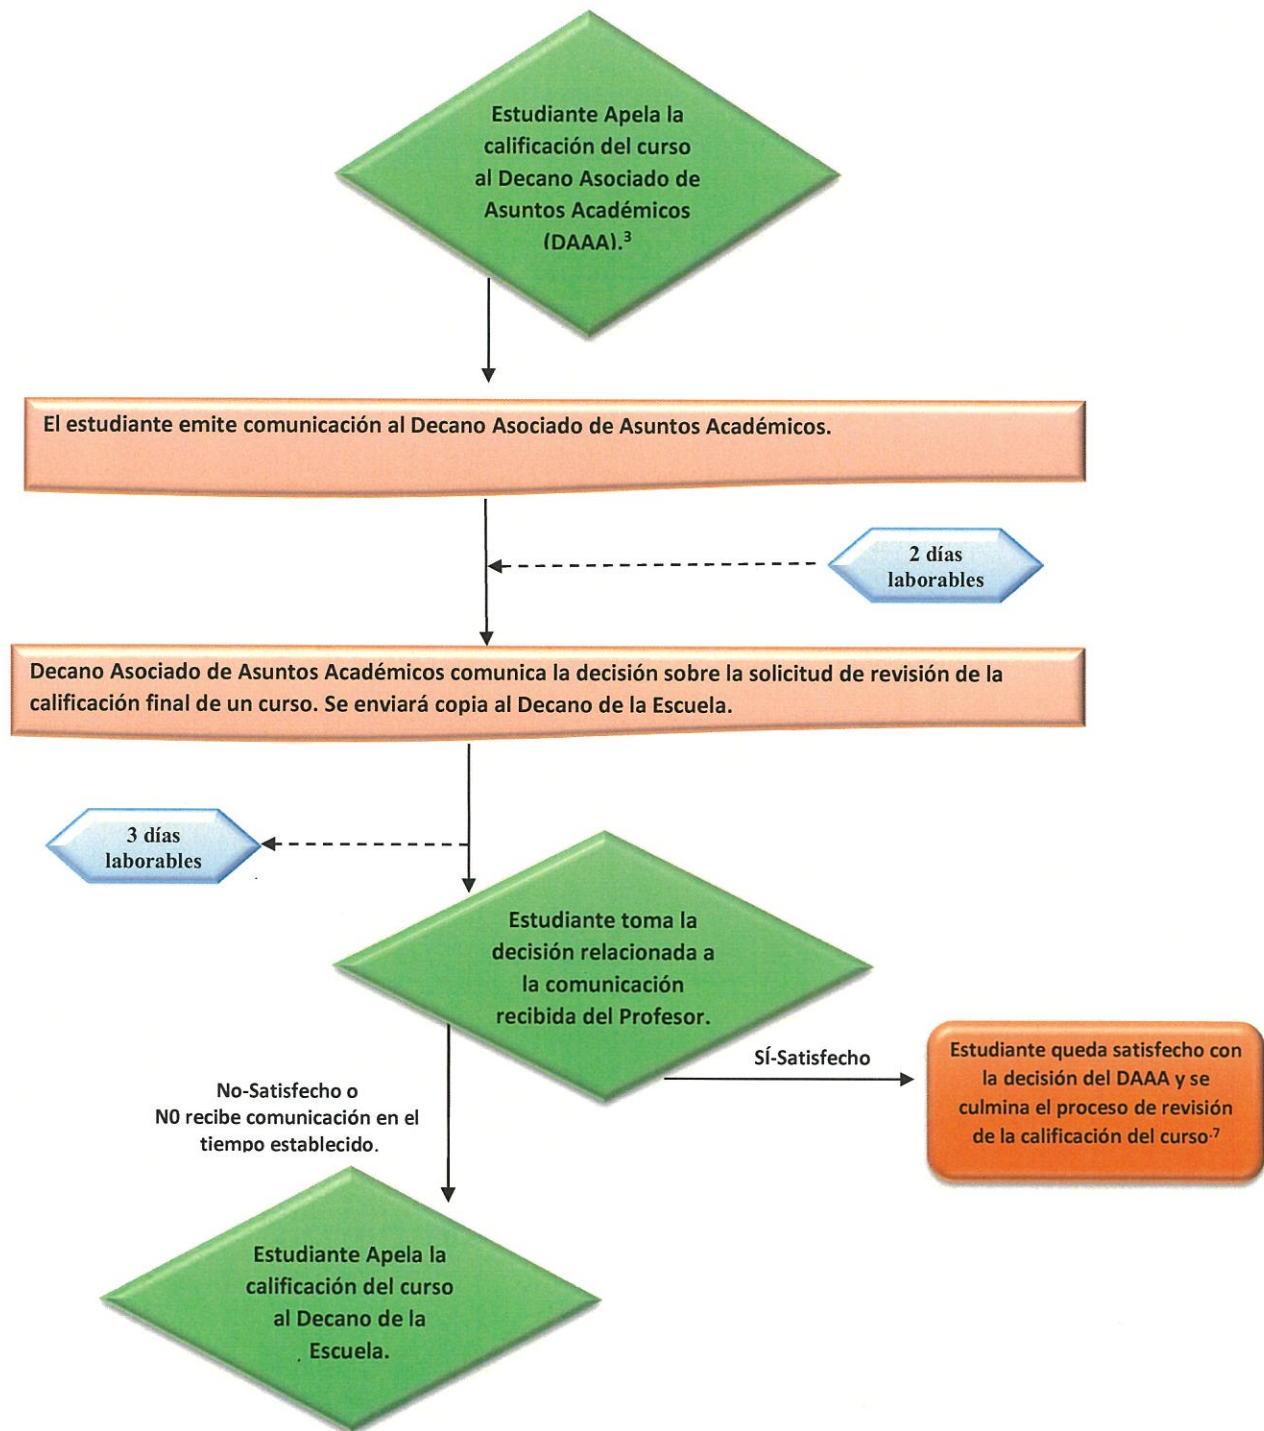 Estudiante Apela la
calificación del curso
al Decano Asociado de
Asuntos Académicos
(DAAA).³
El estudiante emite comunicación al Decano Asociado de Asuntos Académicos.
2 días
laborables
Decano Asociado de Asuntos Académicos comunica la decisión sobre la solicitud de revisión de la
calificación final de un curso. Se enviará copia al Decano de la Escuela.
3 días
laborables
Estudiante toma la
decisión relacionada a
la comunicación
recibida del Profesor.
SÍ-Satisfecho
Estudiante queda satisfecho con
la decisión del DAAA y se
culmina el proceso de revisión
de la calificación del curso.⁷
No-Satisfecho o
N0 recibe comunicación en el
tiempo establecido.
Estudiante Apela la
calificación del curso
al Decano de la
Escuela.